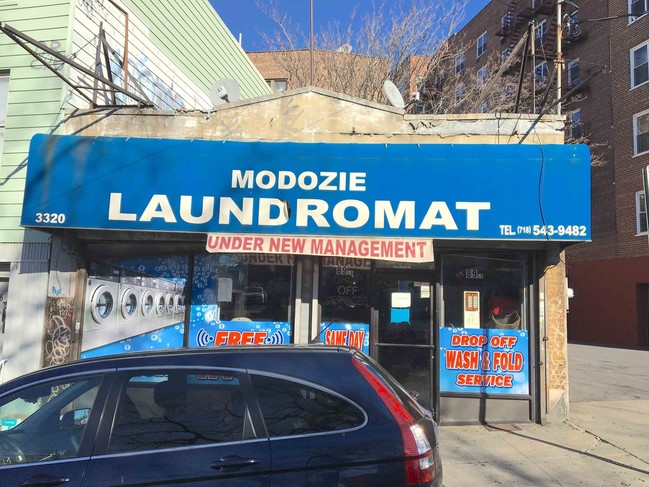 MODOZIE
LAUNDROMAT
3320
TEL. (718) 543-9482
UNDER NEW MANAGEMENT
FREE
SAME DAY
DROP OFF
WASH & FOLD
SERVICE